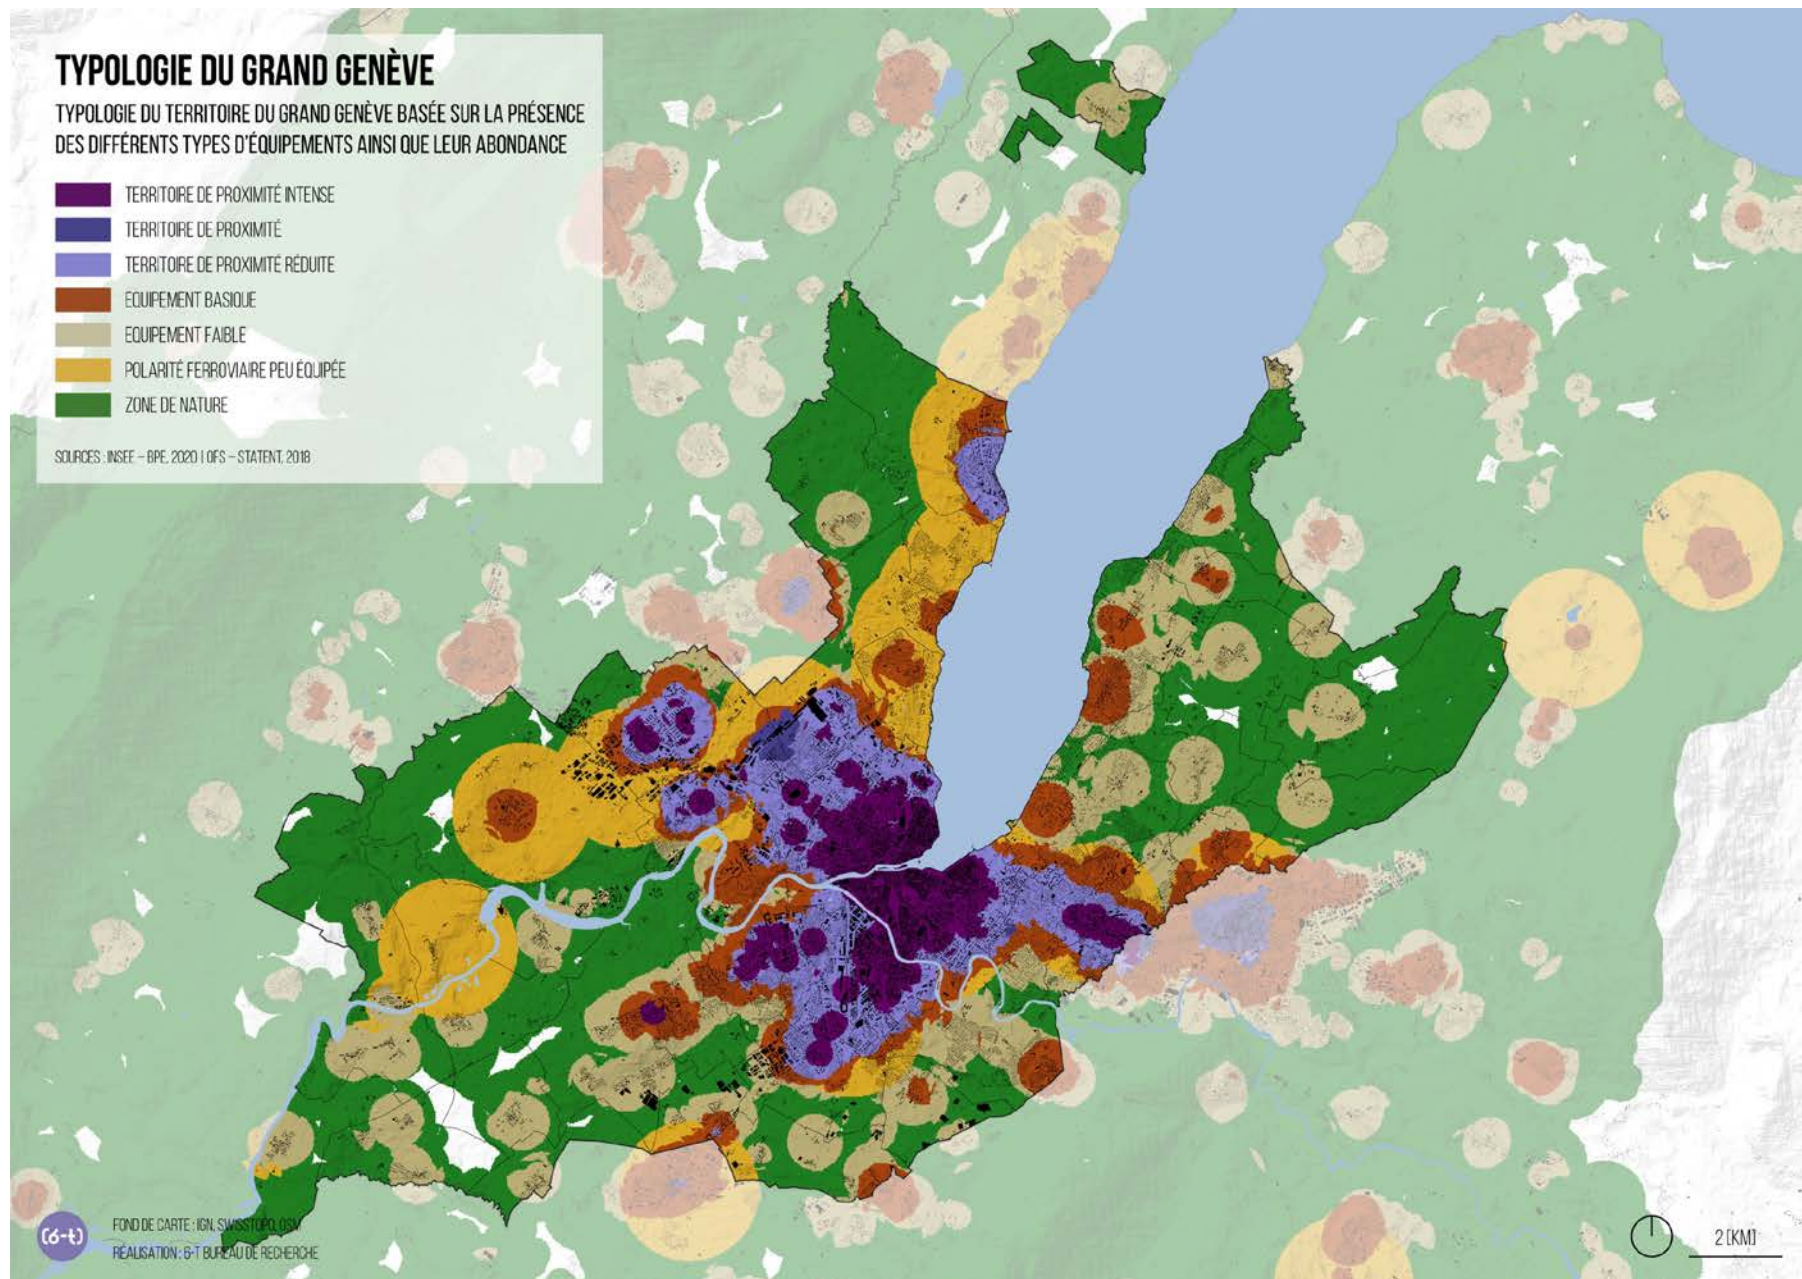 TYPOLOGIE DU GRAND GENÈVE
TYPOLOGIE DU TERRITOIRE DU GRAND GENÈVE BASÉE SUR LA PRÉSENCE
DES DIFFÉRENTS TYPES D'ÉQUIPEMENTS AINSI QUE LEUR ABONDANCE
TERRITOIRE DE PROXIMITÉ INTENSE
TERRITOIRE DE PROXIMITÉ
TERRITOIRE DE PROXIMITÉ RÉDUITE
EQUIPEMENT BASIQUE
EQUIPEMENT FAIBLE
POLARITÉ FERROVIAIRE PEU ÉQUIPÉE
ZONE DE NATURE
SOURCES : INSEE – BPE, 2020 | OFS – STATENT, 2018
(6-t)
FOND DE CARTE : IGN, SWISSTOPO, OSM
RÉALISATION : 6-T BUREAU DE RECHERCHE
2 [KM]